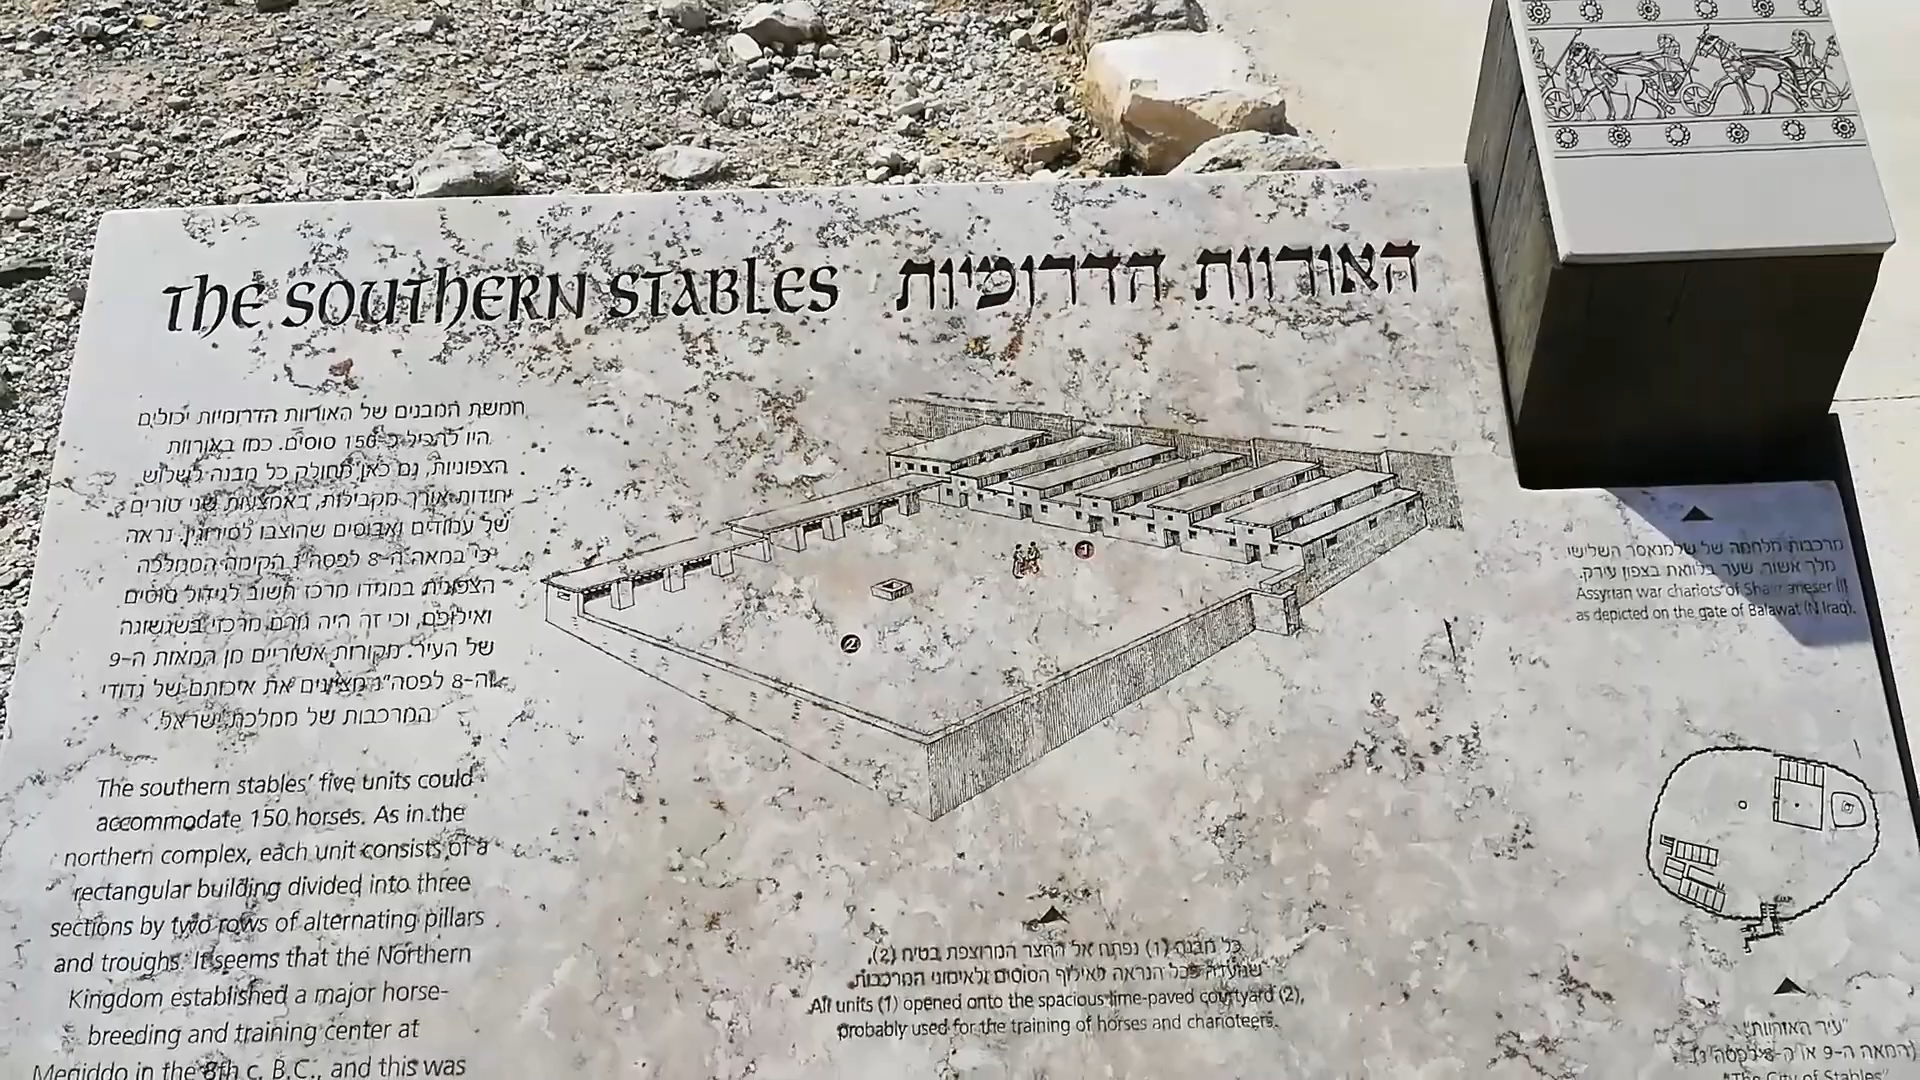 THE SOUTHERN STABLES האורוות הדרומיות
חמשת המבנים של האורוות הדרומיות יכולים
היו להכיל כ-150 סוסים. כמו באורוות
הצפוניות, גם כאן מחולק כל מבנה לשלוש
יחידות אורך מקבילות, באמצעות שני טורים
של עמודים ואבוסים שהוצבו לסירוגין. נראה
כי במאה ה-8 לפסה"נ הקימה הממלכה
הצפונית במגידו מרכז חשוב לגידול סוסים
ואילופם, וכי זה היה גורם מרכזי בשגשוגה
של העיר. מקורות אשוריים מן המאות ה-9
וה-8 לפסה"נ מציינים את איכותם של גדודי
המרכבות של ממלכת ישראל.
The southern stables' five units could
accommodate 150 horses. As in the
northern complex, each unit consists of a
rectangular building divided into three
sections by two rows of alternating pillars
and troughs. It seems that the Northern
Kingdom established a major horse-
breeding and training center at
Megiddo in the 8th c. B.C., and this was
1
2
כל מבנה (1) נפתח אל החצר המרוצפת בטיח (2),
שנועדה ככל הנראה לאילוף הסוסים ולאימוני המרכבות.
All units (1) opened onto the spacious lime-paved courtyard (2),
probably used for the training of horses and charioteers.
מרכבות מלחמה של שלמנאסר השלישי
מלך אשור, שער בלוואת בצפון עירק.
Assyrian war chariots of Shalmaneser III
as depicted on the gate of Balawat (N Iraq).
"עיר האורוות"
(המאה ה-9 או ה-8 לפסה"נ).
"The City of Stables"